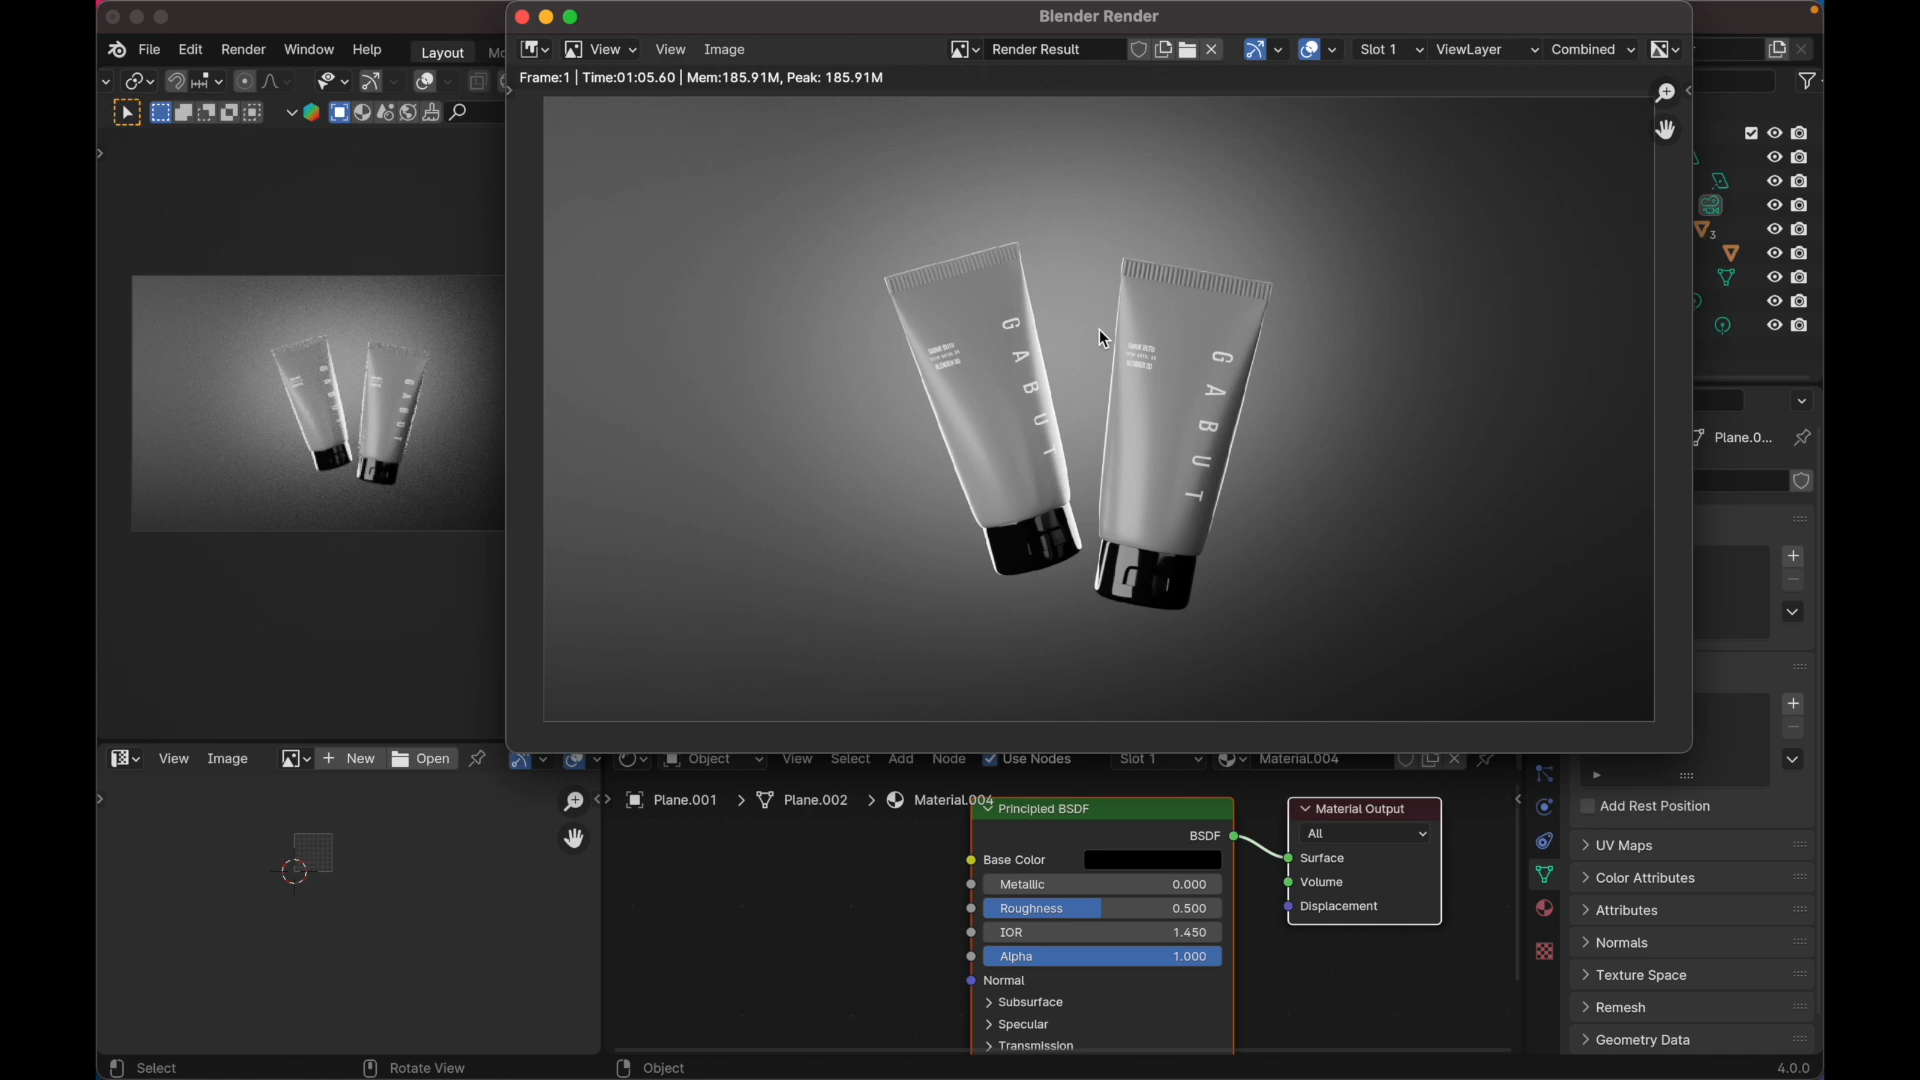 Blender Render
File Edit Render Window Help Layout
View View Image Render Result Slot 1 ViewLayer Combined
Frame:1 | Time:01:05.60 | Mem:185.91M, Peak: 185.91M
GABUT
GABUT
BLENDER 3D
BLENDER 3D
3
Plane.0...
View Image New Open
Object View Select Add Node Use Nodes Slot 1 Material.004
Plane.001 > Plane.002 > Material.004
Principled BSDF
BSDF
Base Color
Metallic 0.000
Roughness 0.500
IOR 1.450
Alpha 1.000
Normal
Subsurface
Specular
Transmission
Material Output
All
Surface
Volume
Displacement
Add Rest Position
UV Maps
Color Attributes
Attributes
Normals
Texture Space
Remesh
Geometry Data
Select Rotate View Object 4.0.0